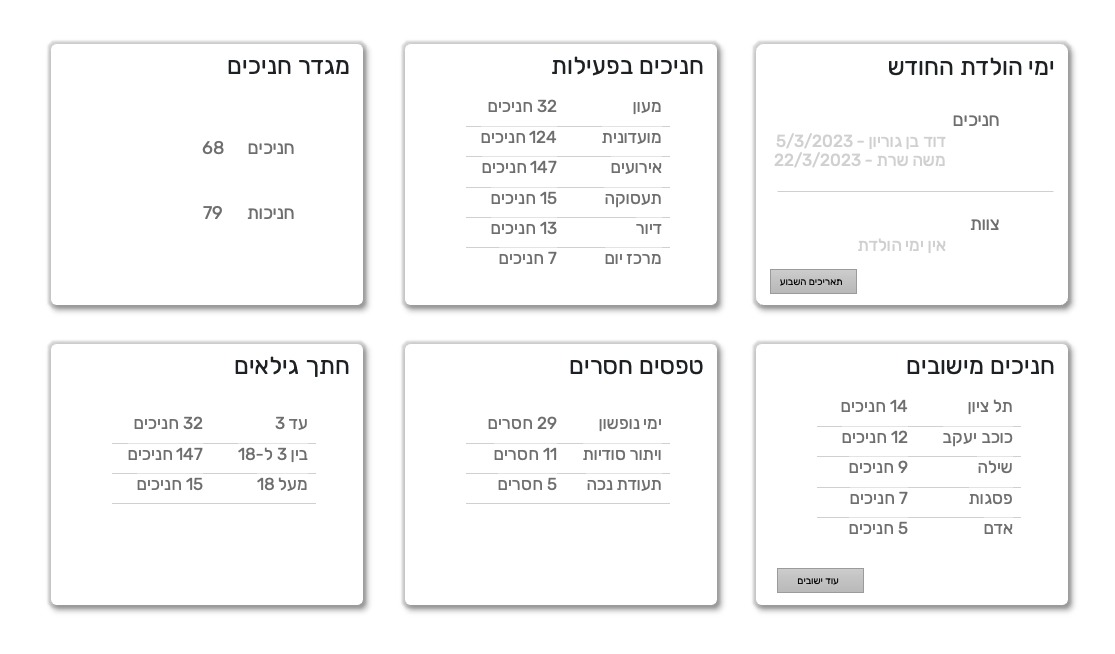 ימי הולדת החודש
חניכים
דוד בן גוריון - 5/3/2023
משה שרת - 22/3/2023
צוות
אין ימי הולדת
תאריכים השבוע
חניכים בפעילות
מעון 32 חניכים
מועדונית 124 חניכים
אירועים 147 חניכים
תעסוקה 15 חניכים
דיור 13 חניכים
מרכז יום 7 חניכים
מגדר חניכים
חניכים 68
חניכות 79
חניכים מישובים
תל ציון 14 חניכים
כוכב יעקב 12 חניכים
שילה 9 חניכים
פסגות 7 חניכים
אדם 5 חניכים
עוד ישובים
טפסים חסרים
ימי נופשון 29 חסרים
ויתור סודיות 11 חסרים
תעודת נכה 5 חסרים
חתך גילאים
עד 3 32 חניכים
בין 3 ל-18 147 חניכים
מעל 18 15 חניכים